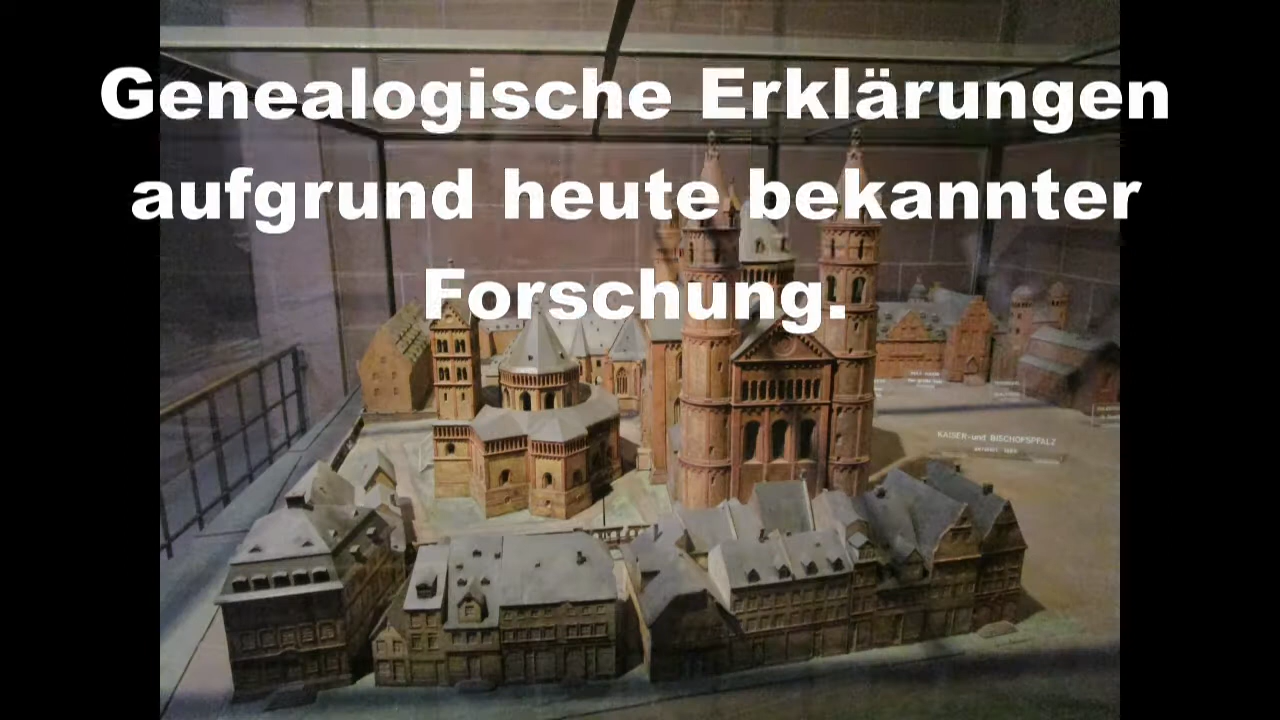 Genealogische Erklärungen
aufgrund heute bekannter
Forschung.
KAISER-und BISCHOFSPFALZ